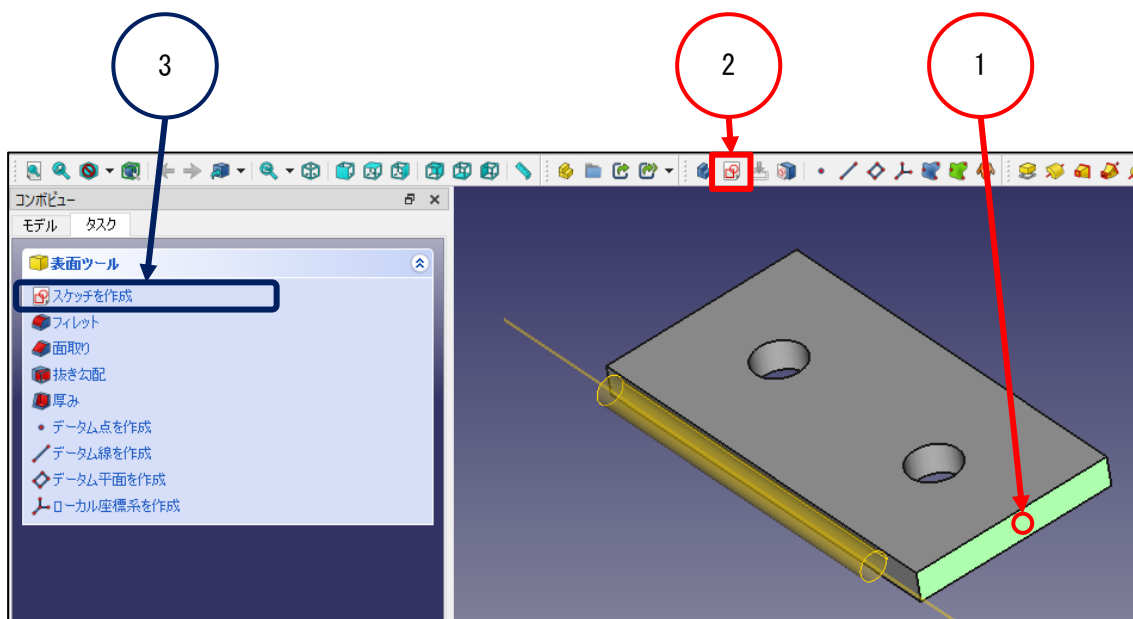 3
2
1
コンボビュー
モデル
タスク
表面ツール
スケッチを作成
フィレット
面取り
抜き勾配
厚み
データム点を作成
データム線を作成
データム平面を作成
ローカル座標系を作成